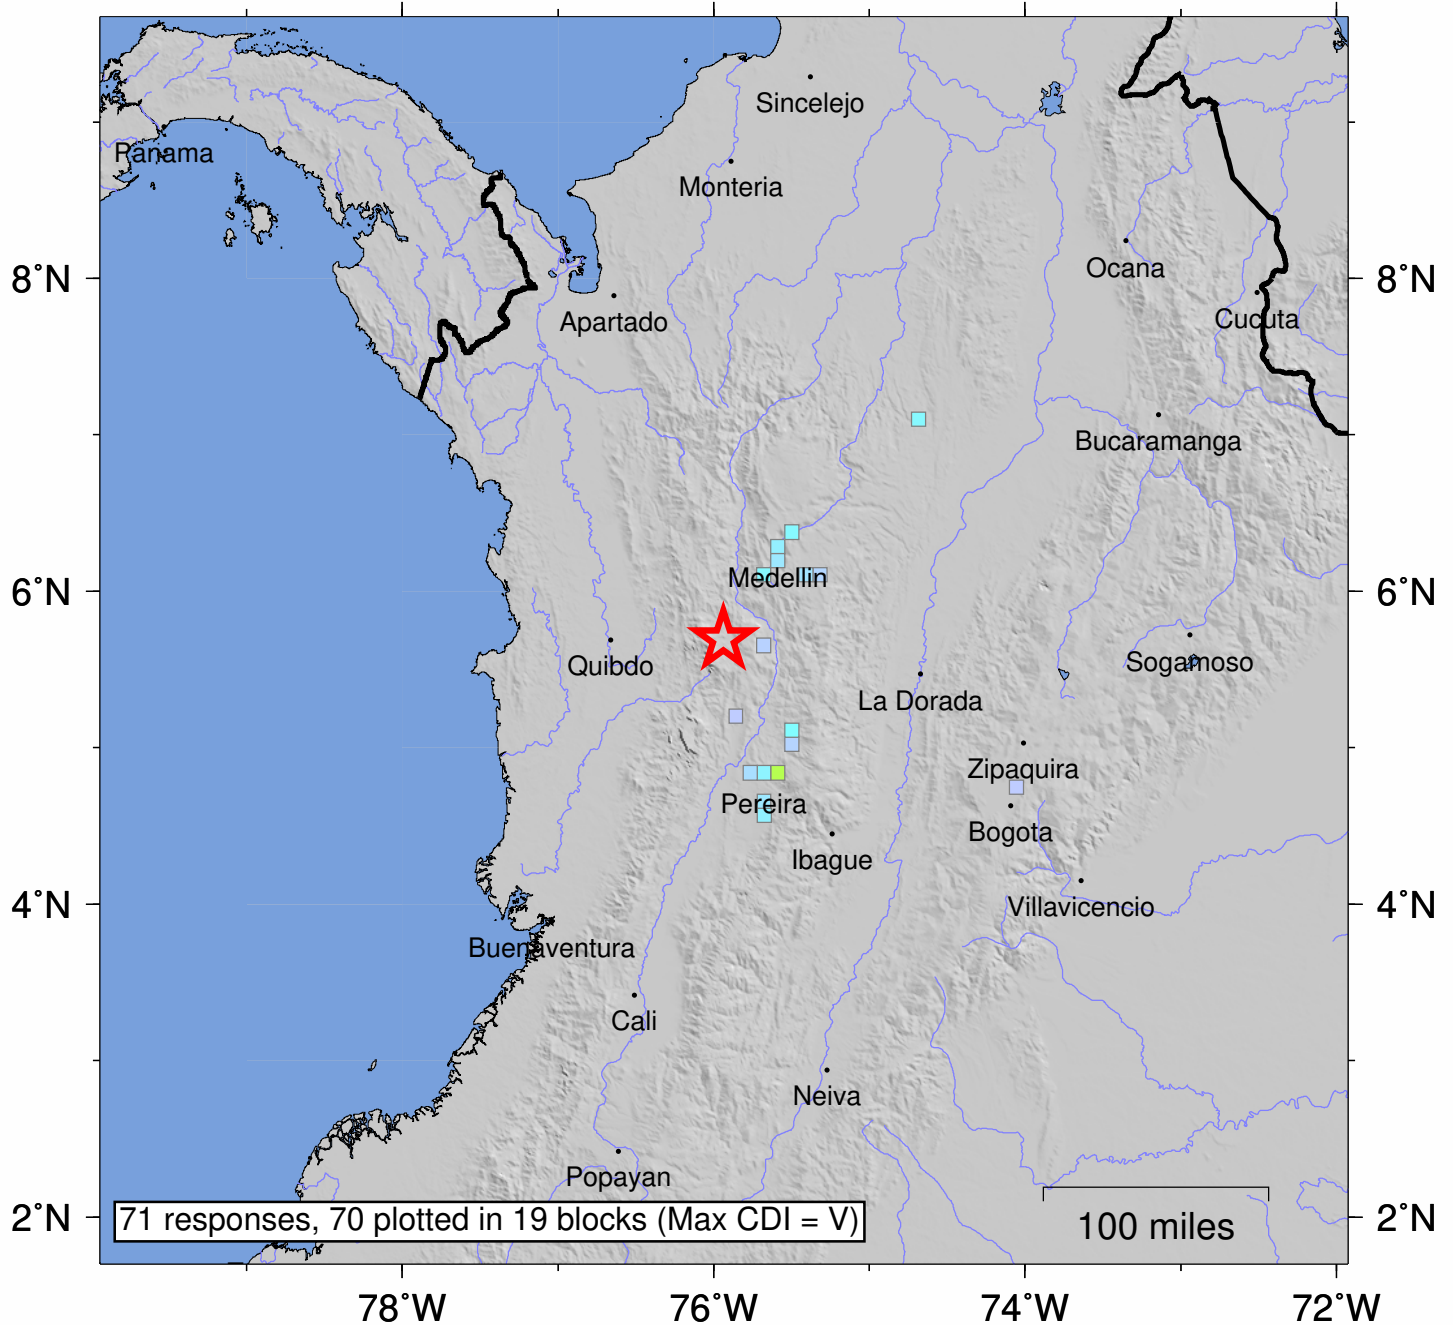 Sincelejo
Panama
Monteria
Ocana
8°N
8°N
Apartado
Cucuta
Bucaramanga
Medellin
6°N
6°N
Quibdo
Sogamoso
La Dorada
Zipaquira
Pereira
Bogota
Ibague
4°N
4°N
Villavicencio
Buenaventura
Cali
Neiva
Popayan
2°N
71 responses, 70 plotted in 19 blocks (Max CDI = V)
100 miles
2°N
78°W
76°W
74°W
72°W